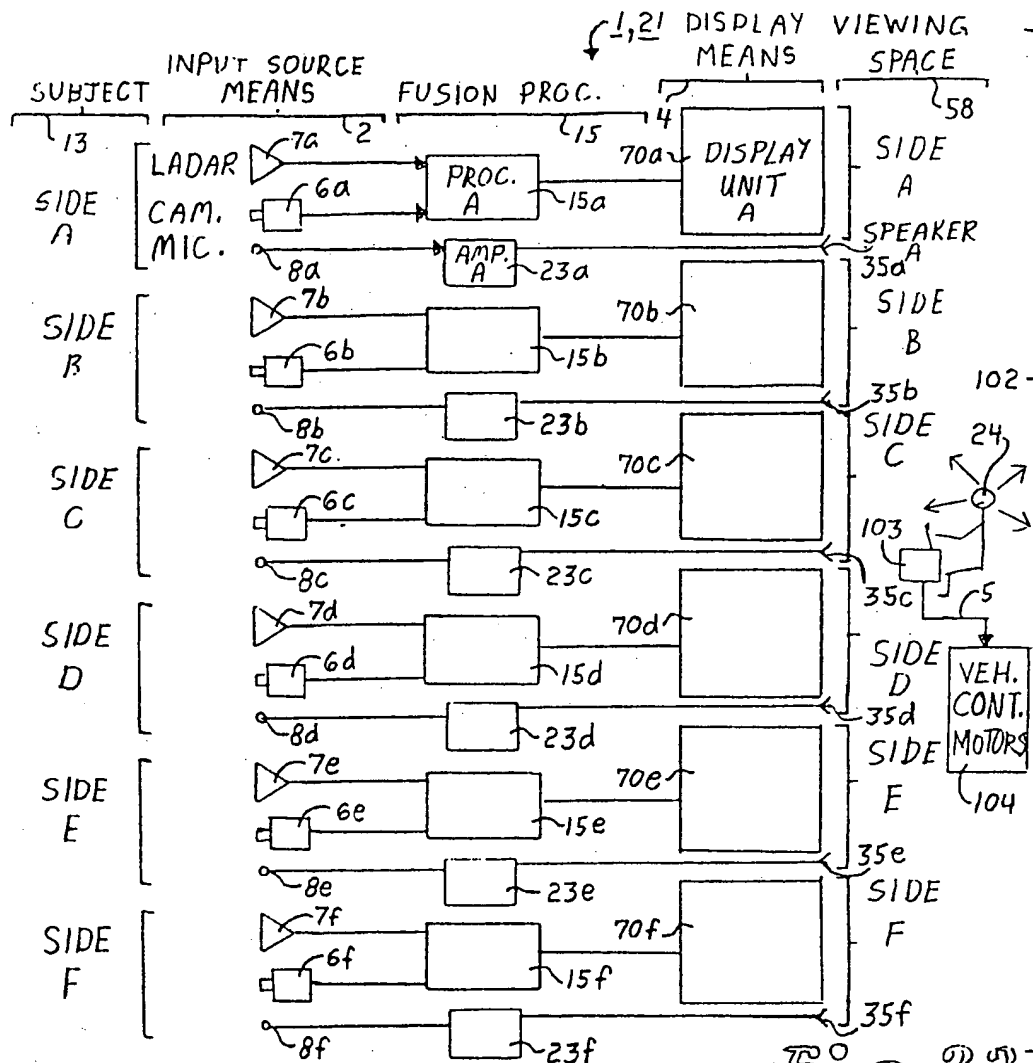 1,21 DISPLAY VIEWING
MEANS SPACE
INPUT SOURCE
MEANS
SUBJECT
FUSION PROC.
13
2
15
4
58
SIDE
A
LADAR
7a
CAM.
6a
MIC.
8a
PROC.
A
15a
AMP.
A
23a
70a
DISPLAY
UNIT
A
SIDE
A
SPEAKER
A
35a
SIDE
B
7b
6b
8b
15b
23b
70b
SIDE
B
35b
102
SIDE
C
7c.
6c
8c
15c
23c
70c
SIDE
C
35c
24
103
5
SIDE
D
7d
6d
8d
15d
23d
70d
SIDE
D
35d
VEH.
CONT.
MOTORS
104
SIDE
E
7e
6e
8e
15e
23e
70e
SIDE
E
35e
SIDE
F
7f
6f
8f
15f
23f
70f
SIDE
F
35f